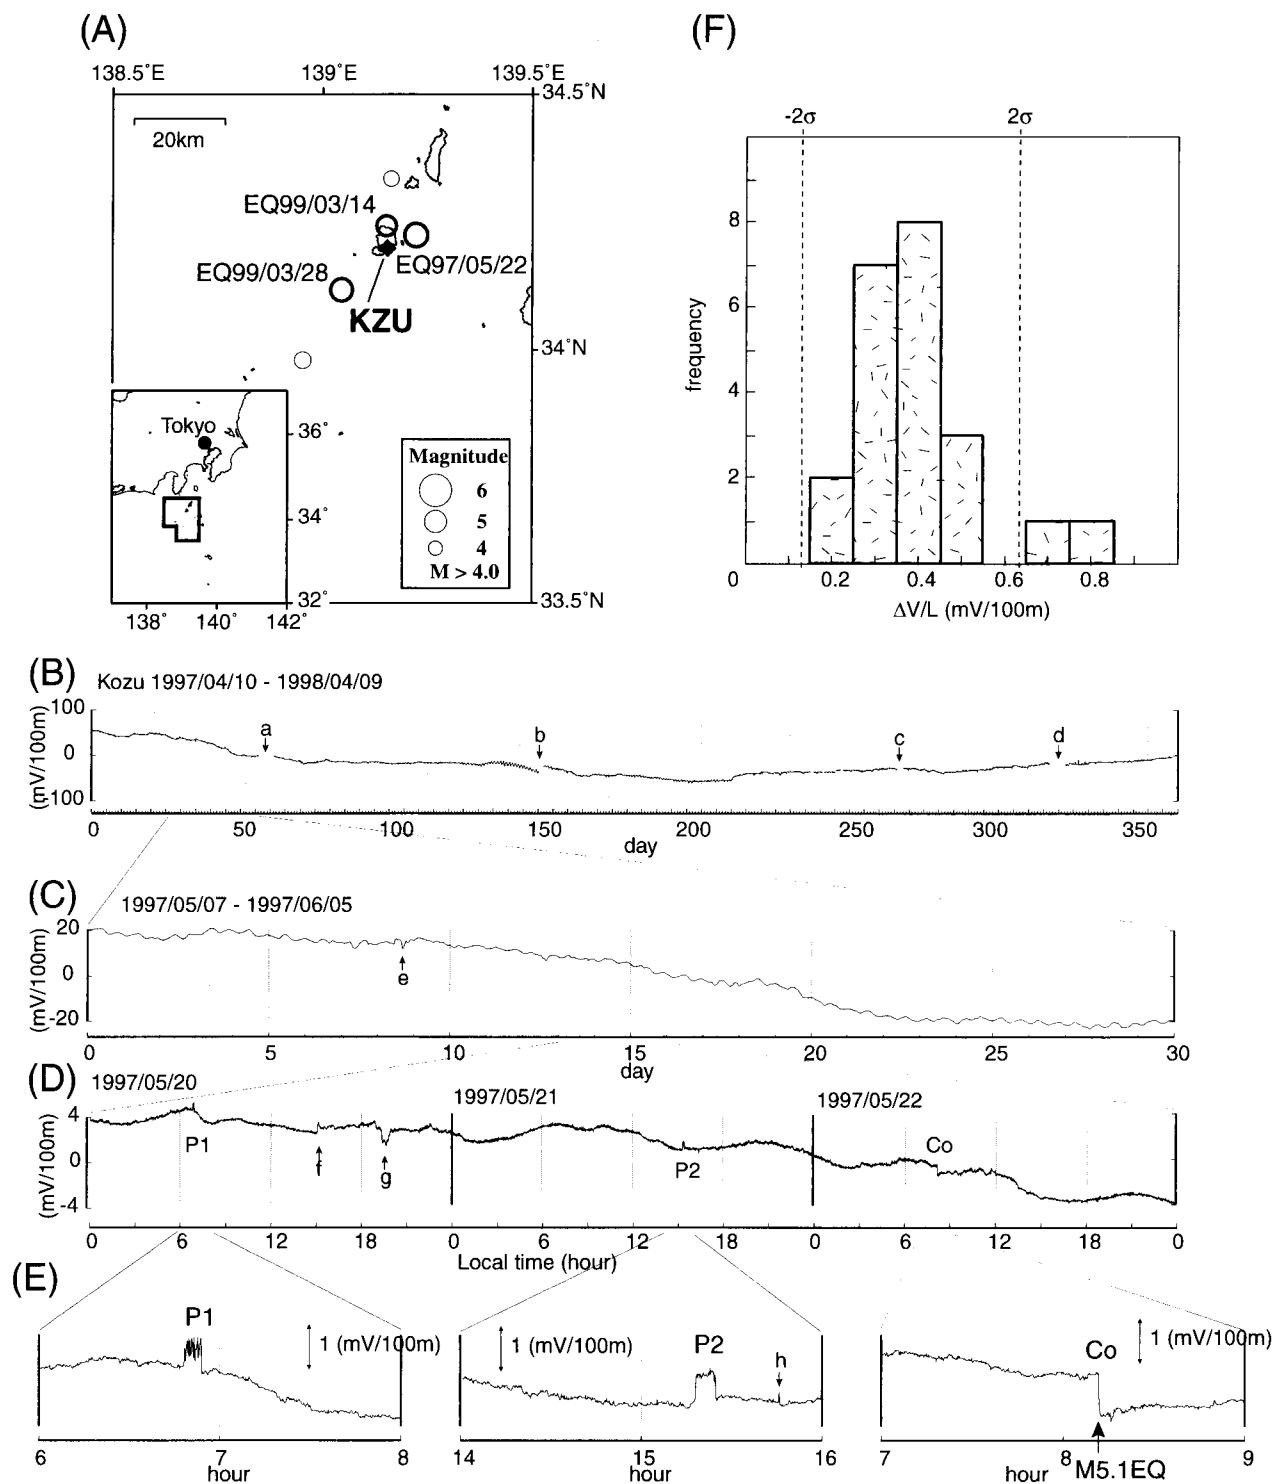 (A)
138.5°E 139°E 139.5°E
34.5°N
20km
EQ99/03/14
EQ99/03/28
EQ97/05/22
KZU
34°N
Tokyo
36°
34°
32°
138° 140° 142°
Magnitude
6
5
4
M > 4.0
33.5°N
(F)
-2σ 2σ
8
6
4
2
0
frequency
0.2 0.4 0.6 0.8
ΔV/L (mV/100m)
(B)
Kozu 1997/04/10 - 1998/04/09
100
0
-100
(mV/100m)
a b c d
0 50 100 150 200 250 300 350
day
(C)
1997/05/07 - 1997/06/05
20
0
-20
(mV/100m)
e
0 5 10 15 20 25 30
day
(D)
1997/05/20 1997/05/21 1997/05/22
4
0
-4
(mV/100m)
P1 f g P2 Co
0 6 12 18 0 6 12 18 0 6 12 18 0
Local time (hour)
(E)
P1
1 (mV/100m)
6 7 8
hour
1 (mV/100m)
P2
h
14 15 16
hour
Co
1 (mV/100m)
7 8 9
hour
M5.1EQ